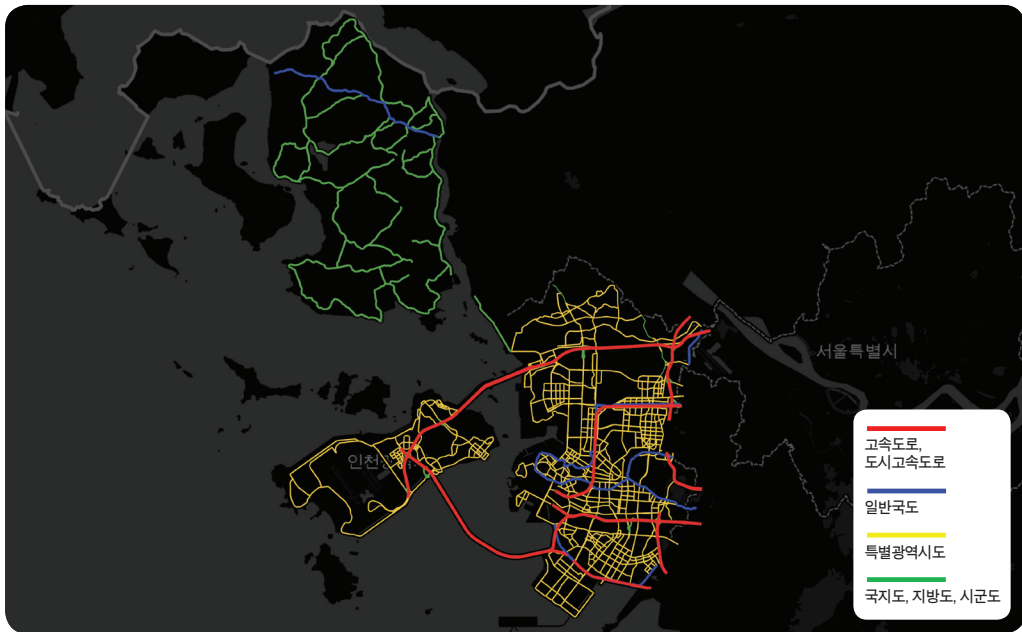 서울특별시
인천
고속도로,
도시고속도로
일반국도
특별광역시도
국지도, 지방도, 시군도